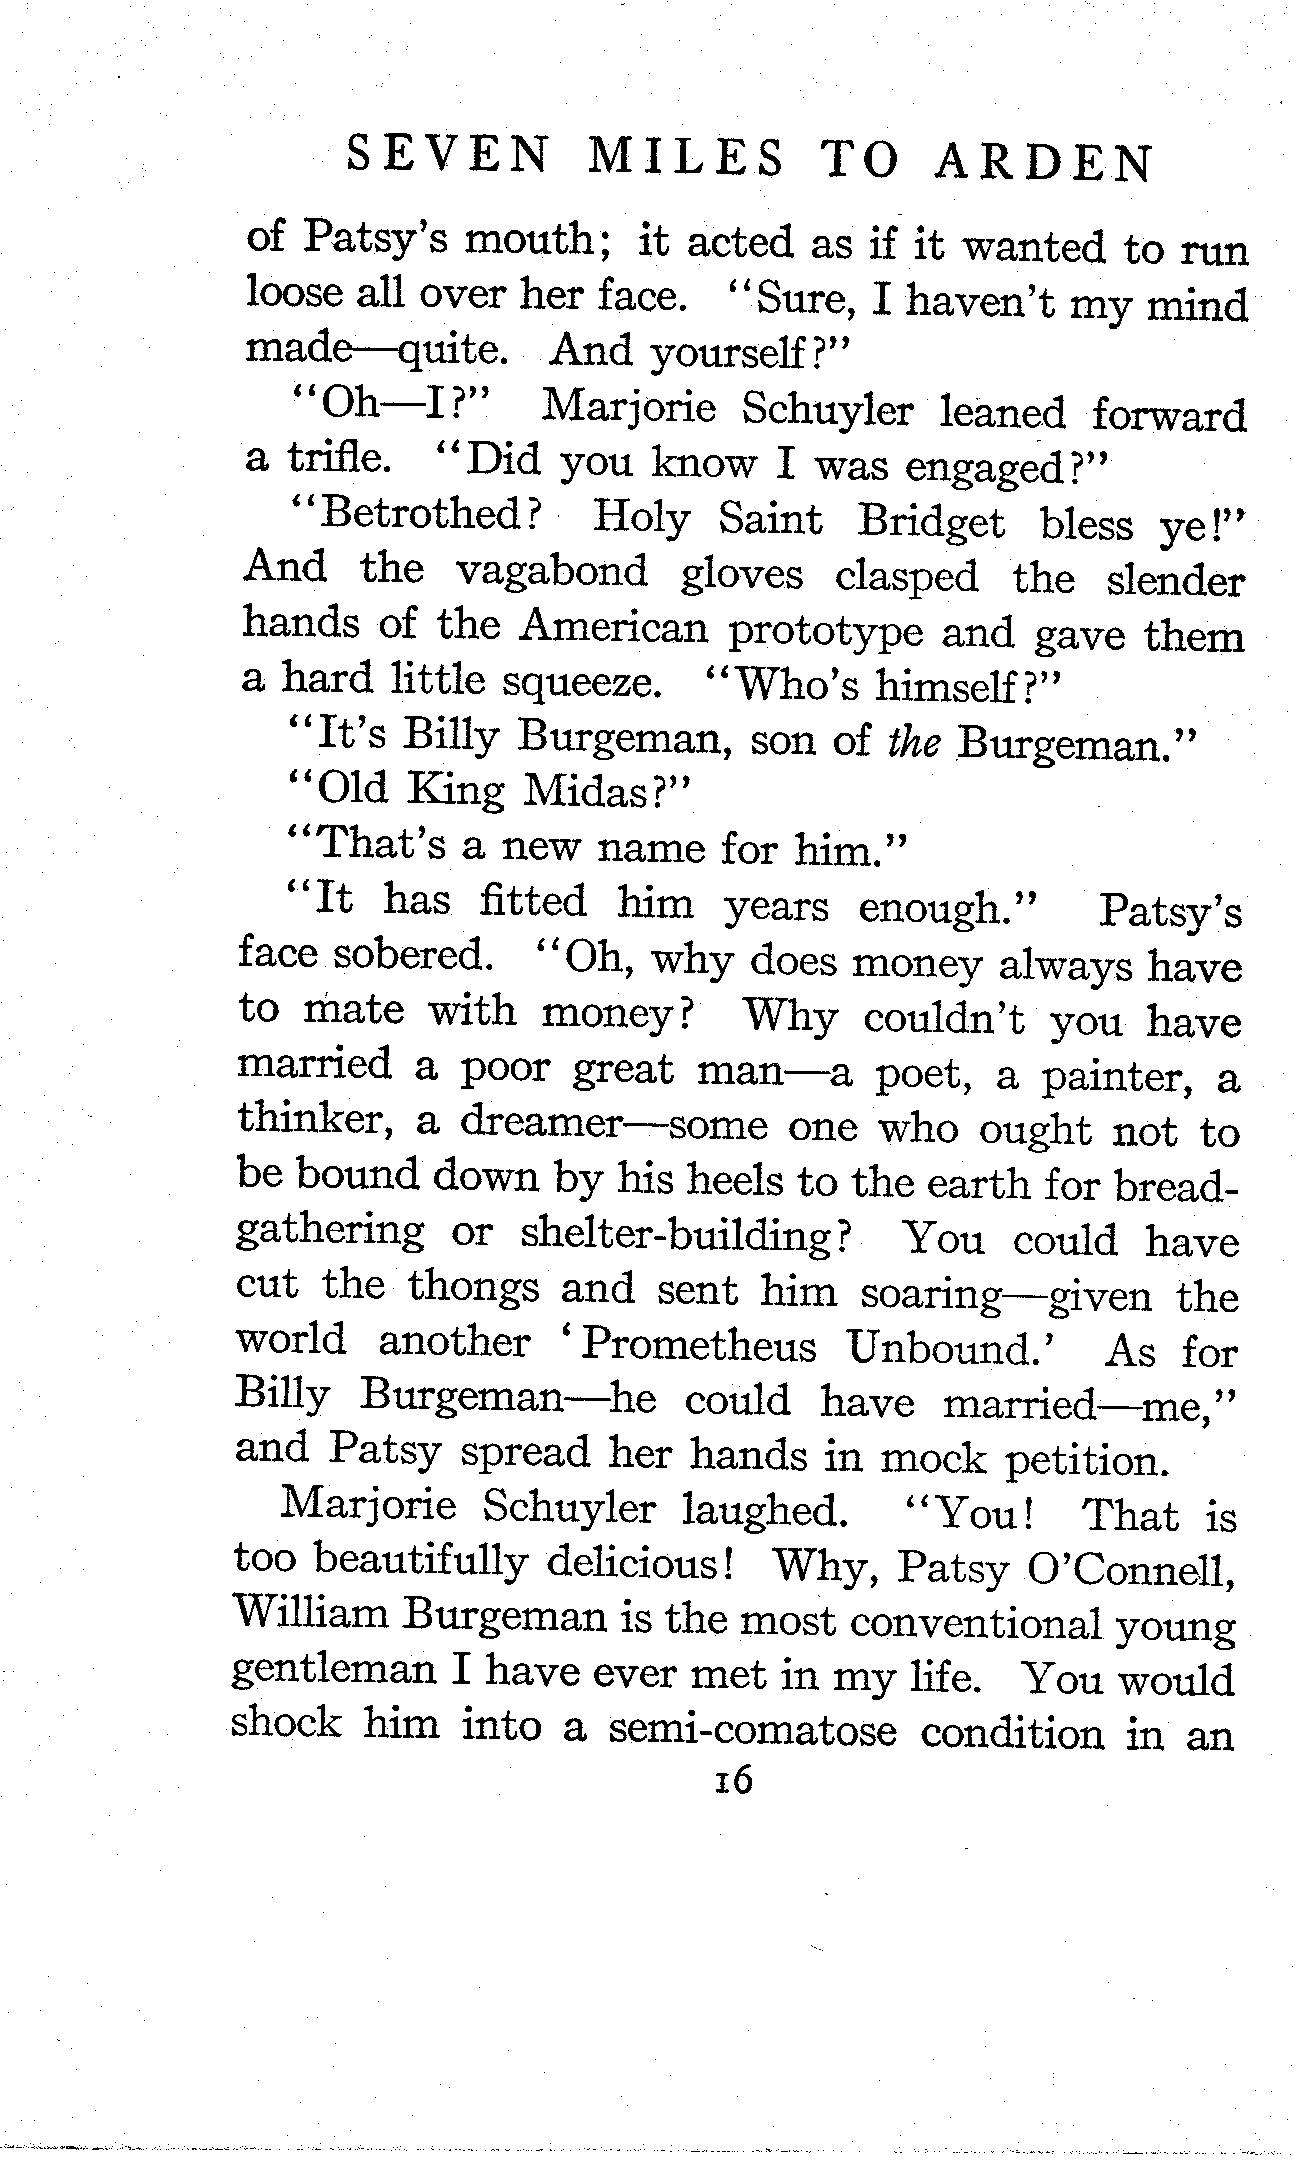 SEVEN MILES TO ARDEN
of Patsy's mouth; it acted as if it wanted to run
loose all over her face. "Sure, I haven't my mind
made—quite. And yourself?"
"Oh—I?" Marjorie Schuyler leaned forward
a trifle. "Did you know I was engaged?"
"Betrothed? Holy Saint Bridget bless ye!"
And the vagabond gloves clasped the slender
hands of the American prototype and gave them
a hard little squeeze. "Who's himself?"
"It's Billy Burgeman, son of the Burgeman."
"Old King Midas?"
"That's a new name for him."
"It has fitted him years enough." Patsy's
face sobered. "Oh, why does money always have
to mate with money? Why couldn't you have
married a poor great man—a poet, a painter, a
thinker, a dreamer—some one who ought not to
be bound down by his heels to the earth for bread-
gathering or shelter-building? You could have
cut the thongs and sent him soaring—given the
world another 'Prometheus Unbound.' As for
Billy Burgeman—he could have married—me,"
and Patsy spread her hands in mock petition.
Marjorie Schuyler laughed. "You! That is
too beautifully delicious! Why, Patsy O'Connell,
William Burgeman is the most conventional young
gentleman I have ever met in my life. You would
shock him into a semi-comatose condition in an
16